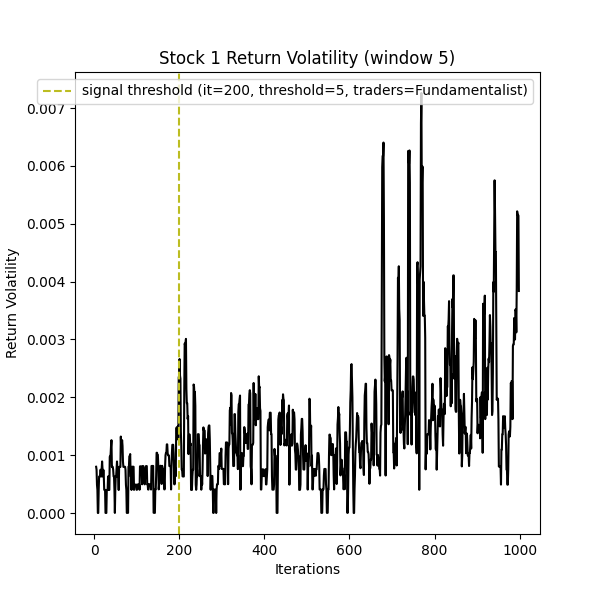 Stock 1 Return Volatility (window 5)
signal threshold (it=200, threshold=5, traders=Fundamentalist)
0.007
0.006
0.005
0.004
0.003
0.002
0.001
0.000
Return Volatility
0 200 400 600 800 1000
Iterations